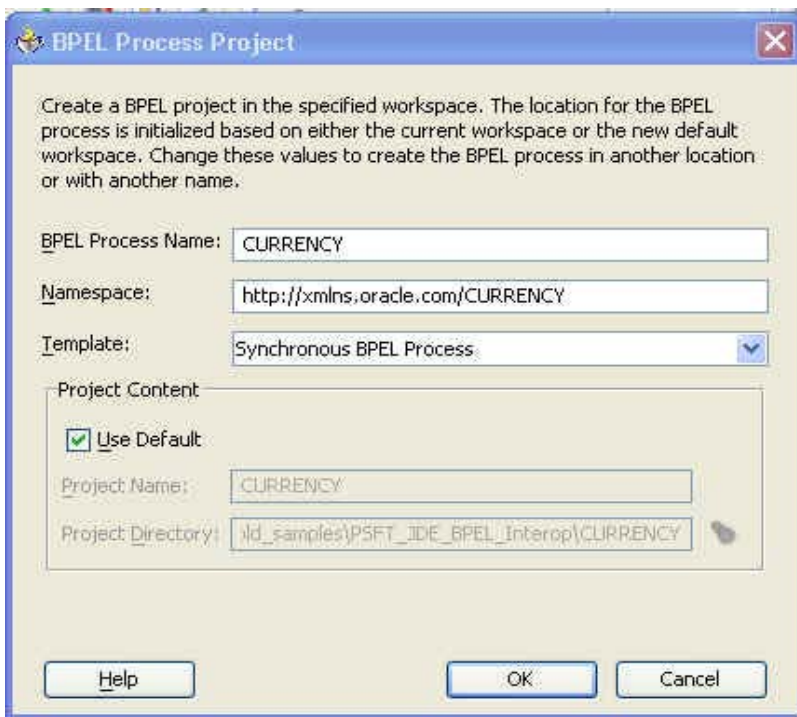 BPEL Process Project
Create a BPEL project in the specified workspace. The location for the BPEL
process is initialized based on either the current workspace or the new default
workspace. Change these values to create the BPEL process in another location
or with another name.
BPEL Process Name: CURRENCY
Namespace: http://xmlns.oracle.com/CURRENCY
Template: Synchronous BPEL Process
Project Content
Use Default
Project Name: CURRENCY
Project Directory: ld_samples\PSFT_JDE_BPEL_Interop\CURRENCY
Help OK Cancel